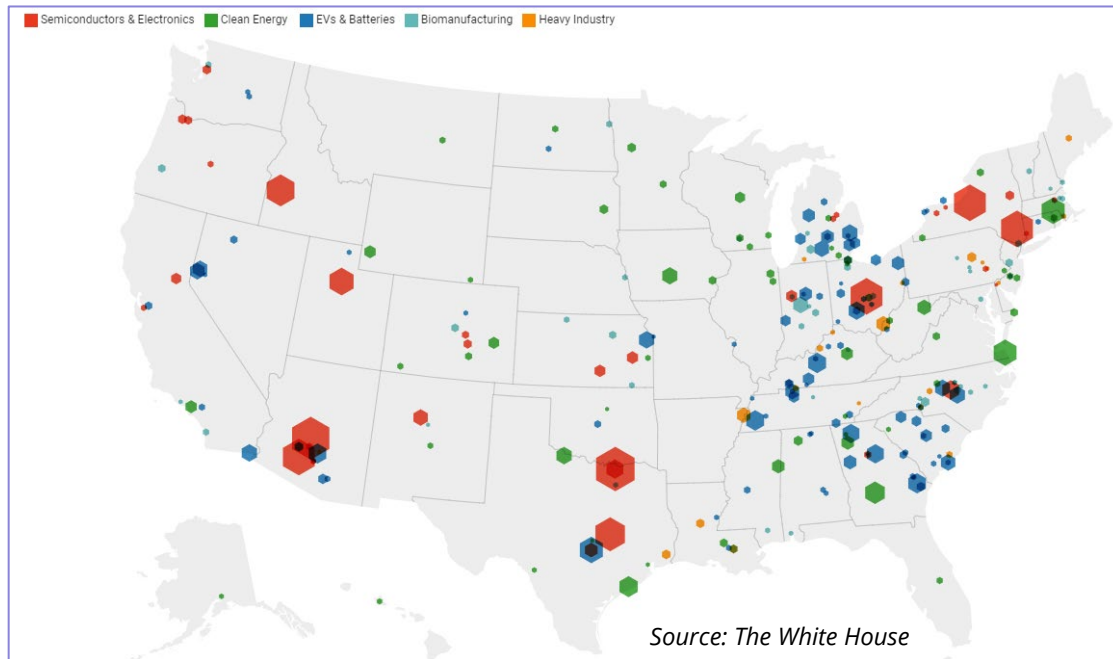 Semiconductors & Electronics Clean Energy EVs & Batteries Biomanufacturing Heavy Industry
Source: The White House